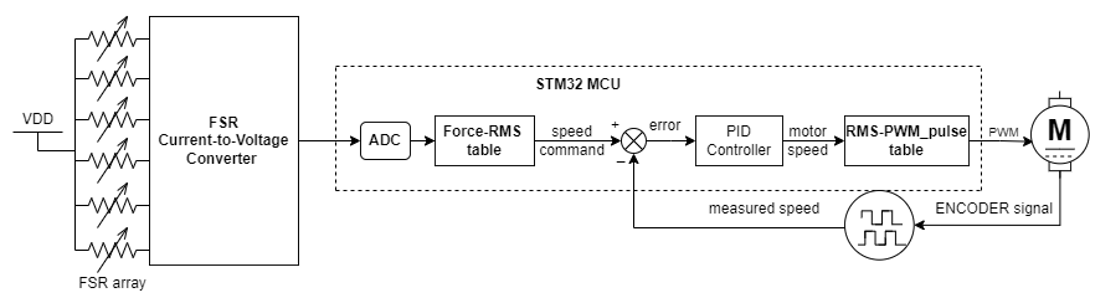 VDD
FSR array
FSR
Current-to-Voltage
Converter
STM32 MCU
ADC
Force-RMS
table
speed
command
+
−
error
PID
Controller
motor
speed
RMS-PWM_pulse
table
PWM
M
measured speed
ENCODER signal